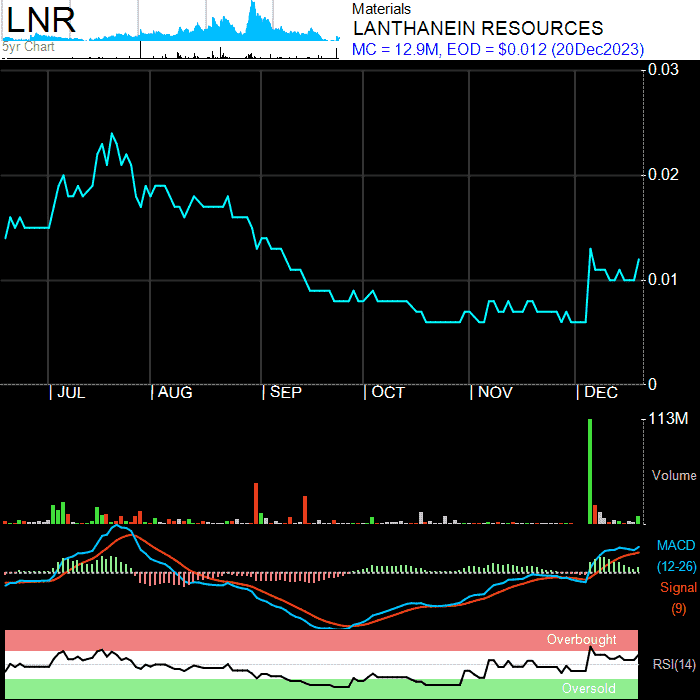 LNR
5yr Chart
Materials
LANTHANEIN RESOURCES
MC = 12.9M, EOD = $0.012 (20Dec2023)
0.03
0.02
0.01
0
JUL AUG SEP OCT NOV DEC
113M
Volume
MACD
(12-26)
Signal
(9)
Overbought
RSI(14)
Oversold